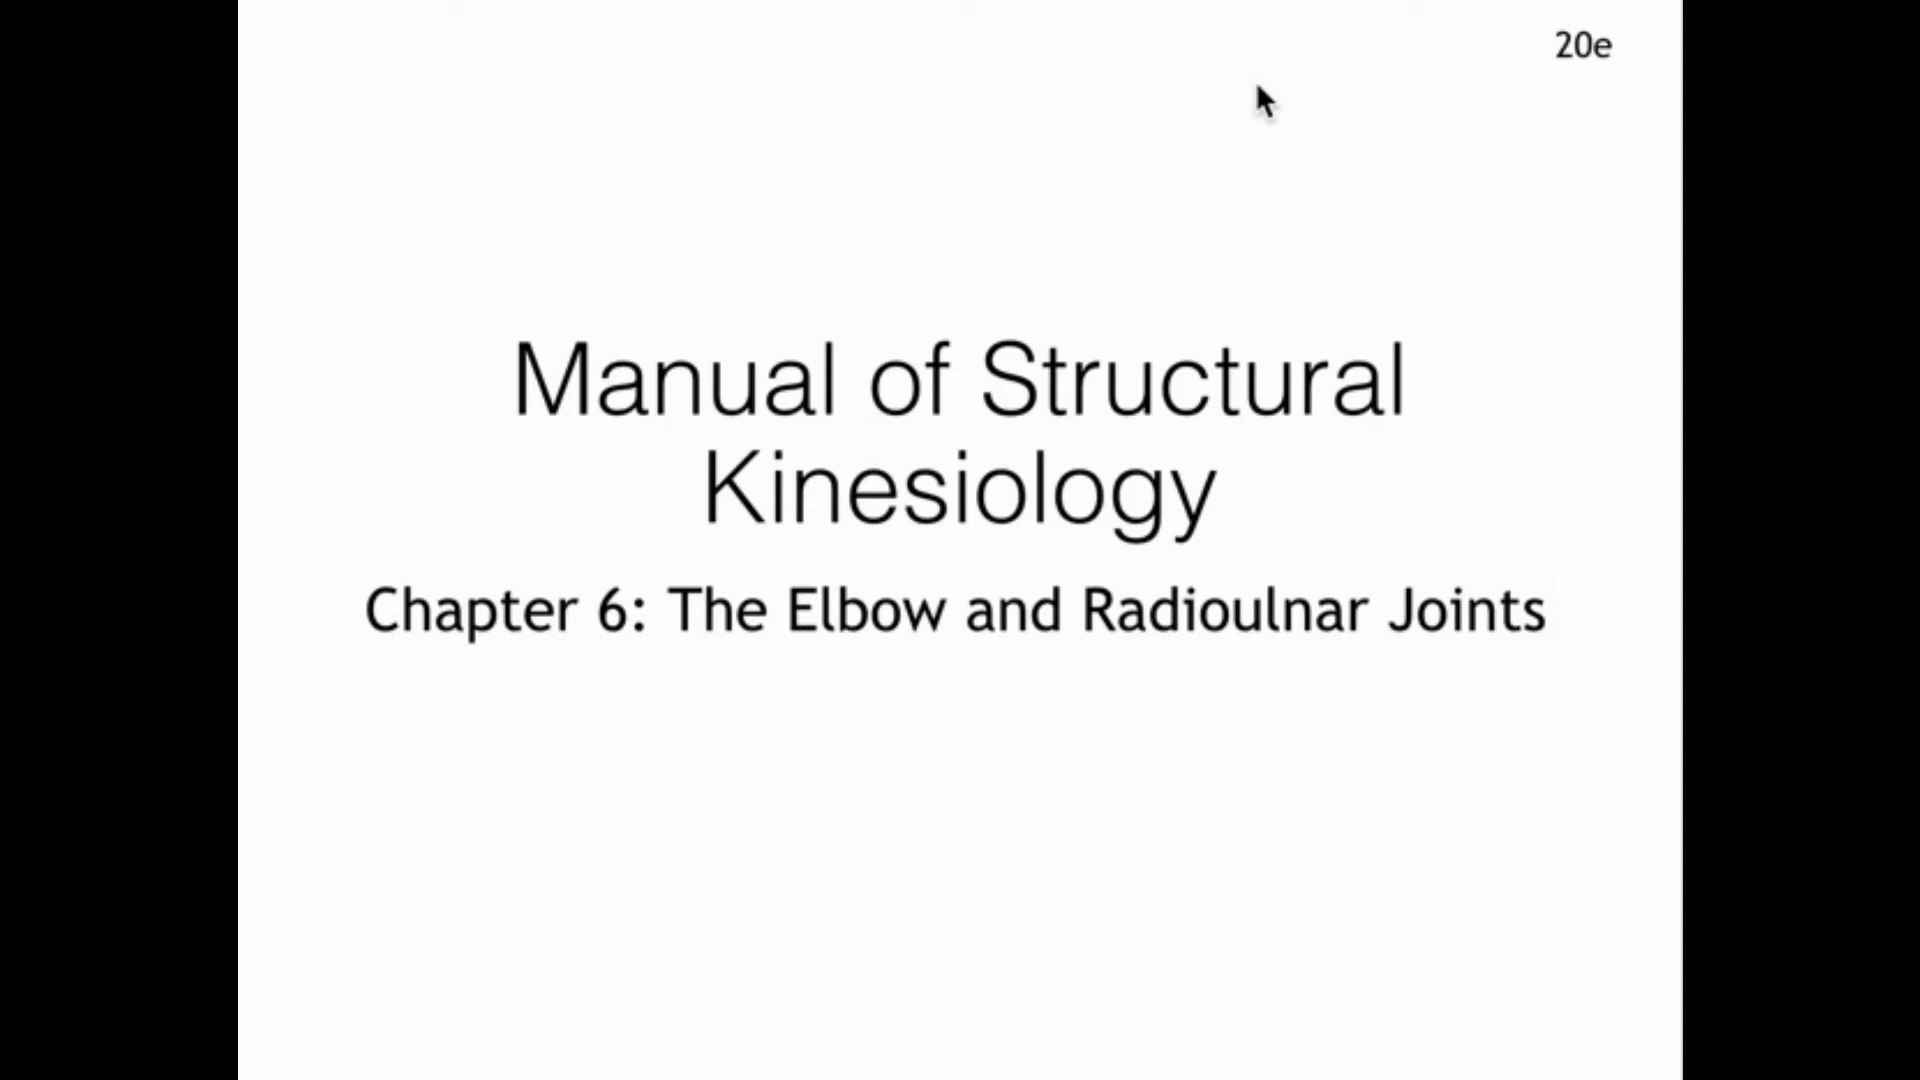 20e
Manual of Structural
Kinesiology
Chapter 6: The Elbow and Radioulnar Joints